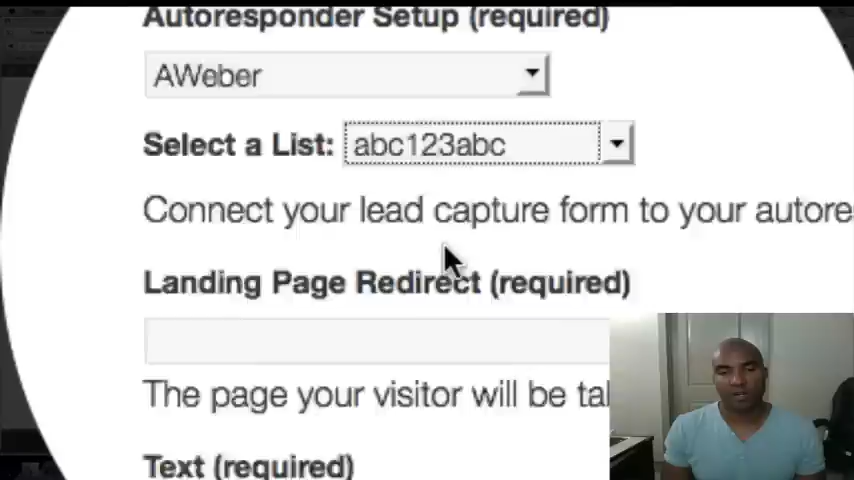 Autoresponder Setup (required)
AWeber
Select a List: abc123abc
Connect your lead capture form to your autore
Landing Page Redirect (required)
The page your visitor will be tal
Text (required)